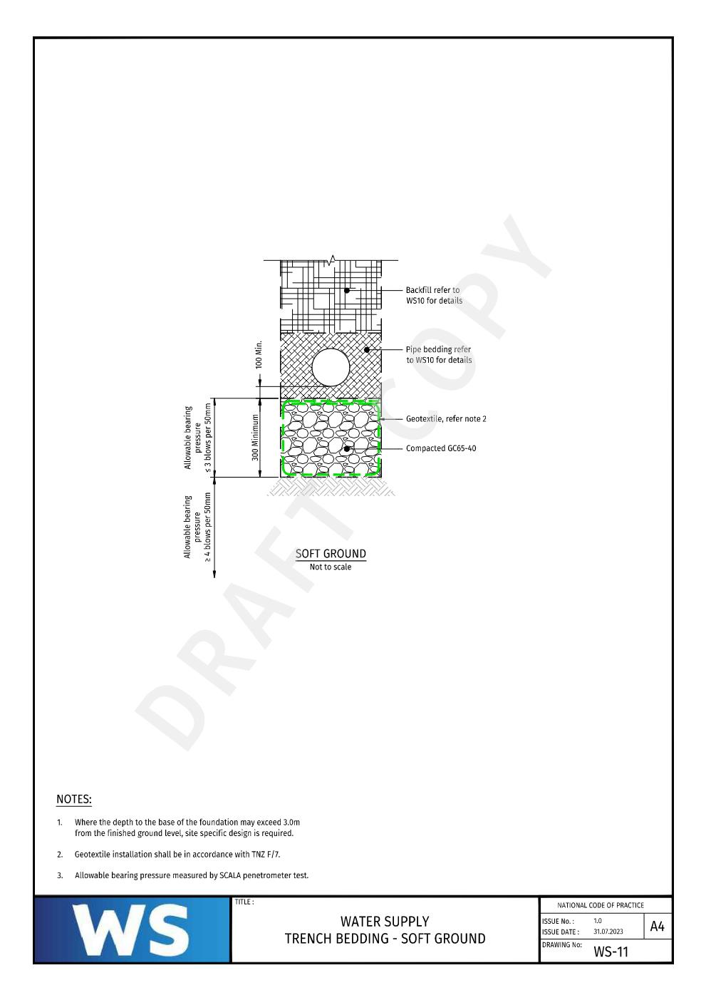 Backfill refer to
WS10 for details
100 Min.
Pipe bedding refer
to WS10 for details
Allowable bearing
pressure
≤ 3 blows per 50mm
300 Minimum
Geotextile, refer note 2
Compacted GC65-40
Allowable bearing
pressure
≥ 4 blows per 50mm
SOFT GROUND
Not to scale
DRAFT COPY
NOTES:
1. Where the depth to the base of the foundation may exceed 3.0m
from the finished ground level, site specific design is required.
2. Geotextile installation shall be in accordance with TNZ F/7.
3. Allowable bearing pressure measured by SCALA penetrometer test.
WS
TITLE :
WATER SUPPLY
TRENCH BEDDING - SOFT GROUND
NATIONAL CODE OF PRACTICE
ISSUE No. : 1.0
ISSUE DATE : 31.07.2023
A4
DRAWING No: WS-11